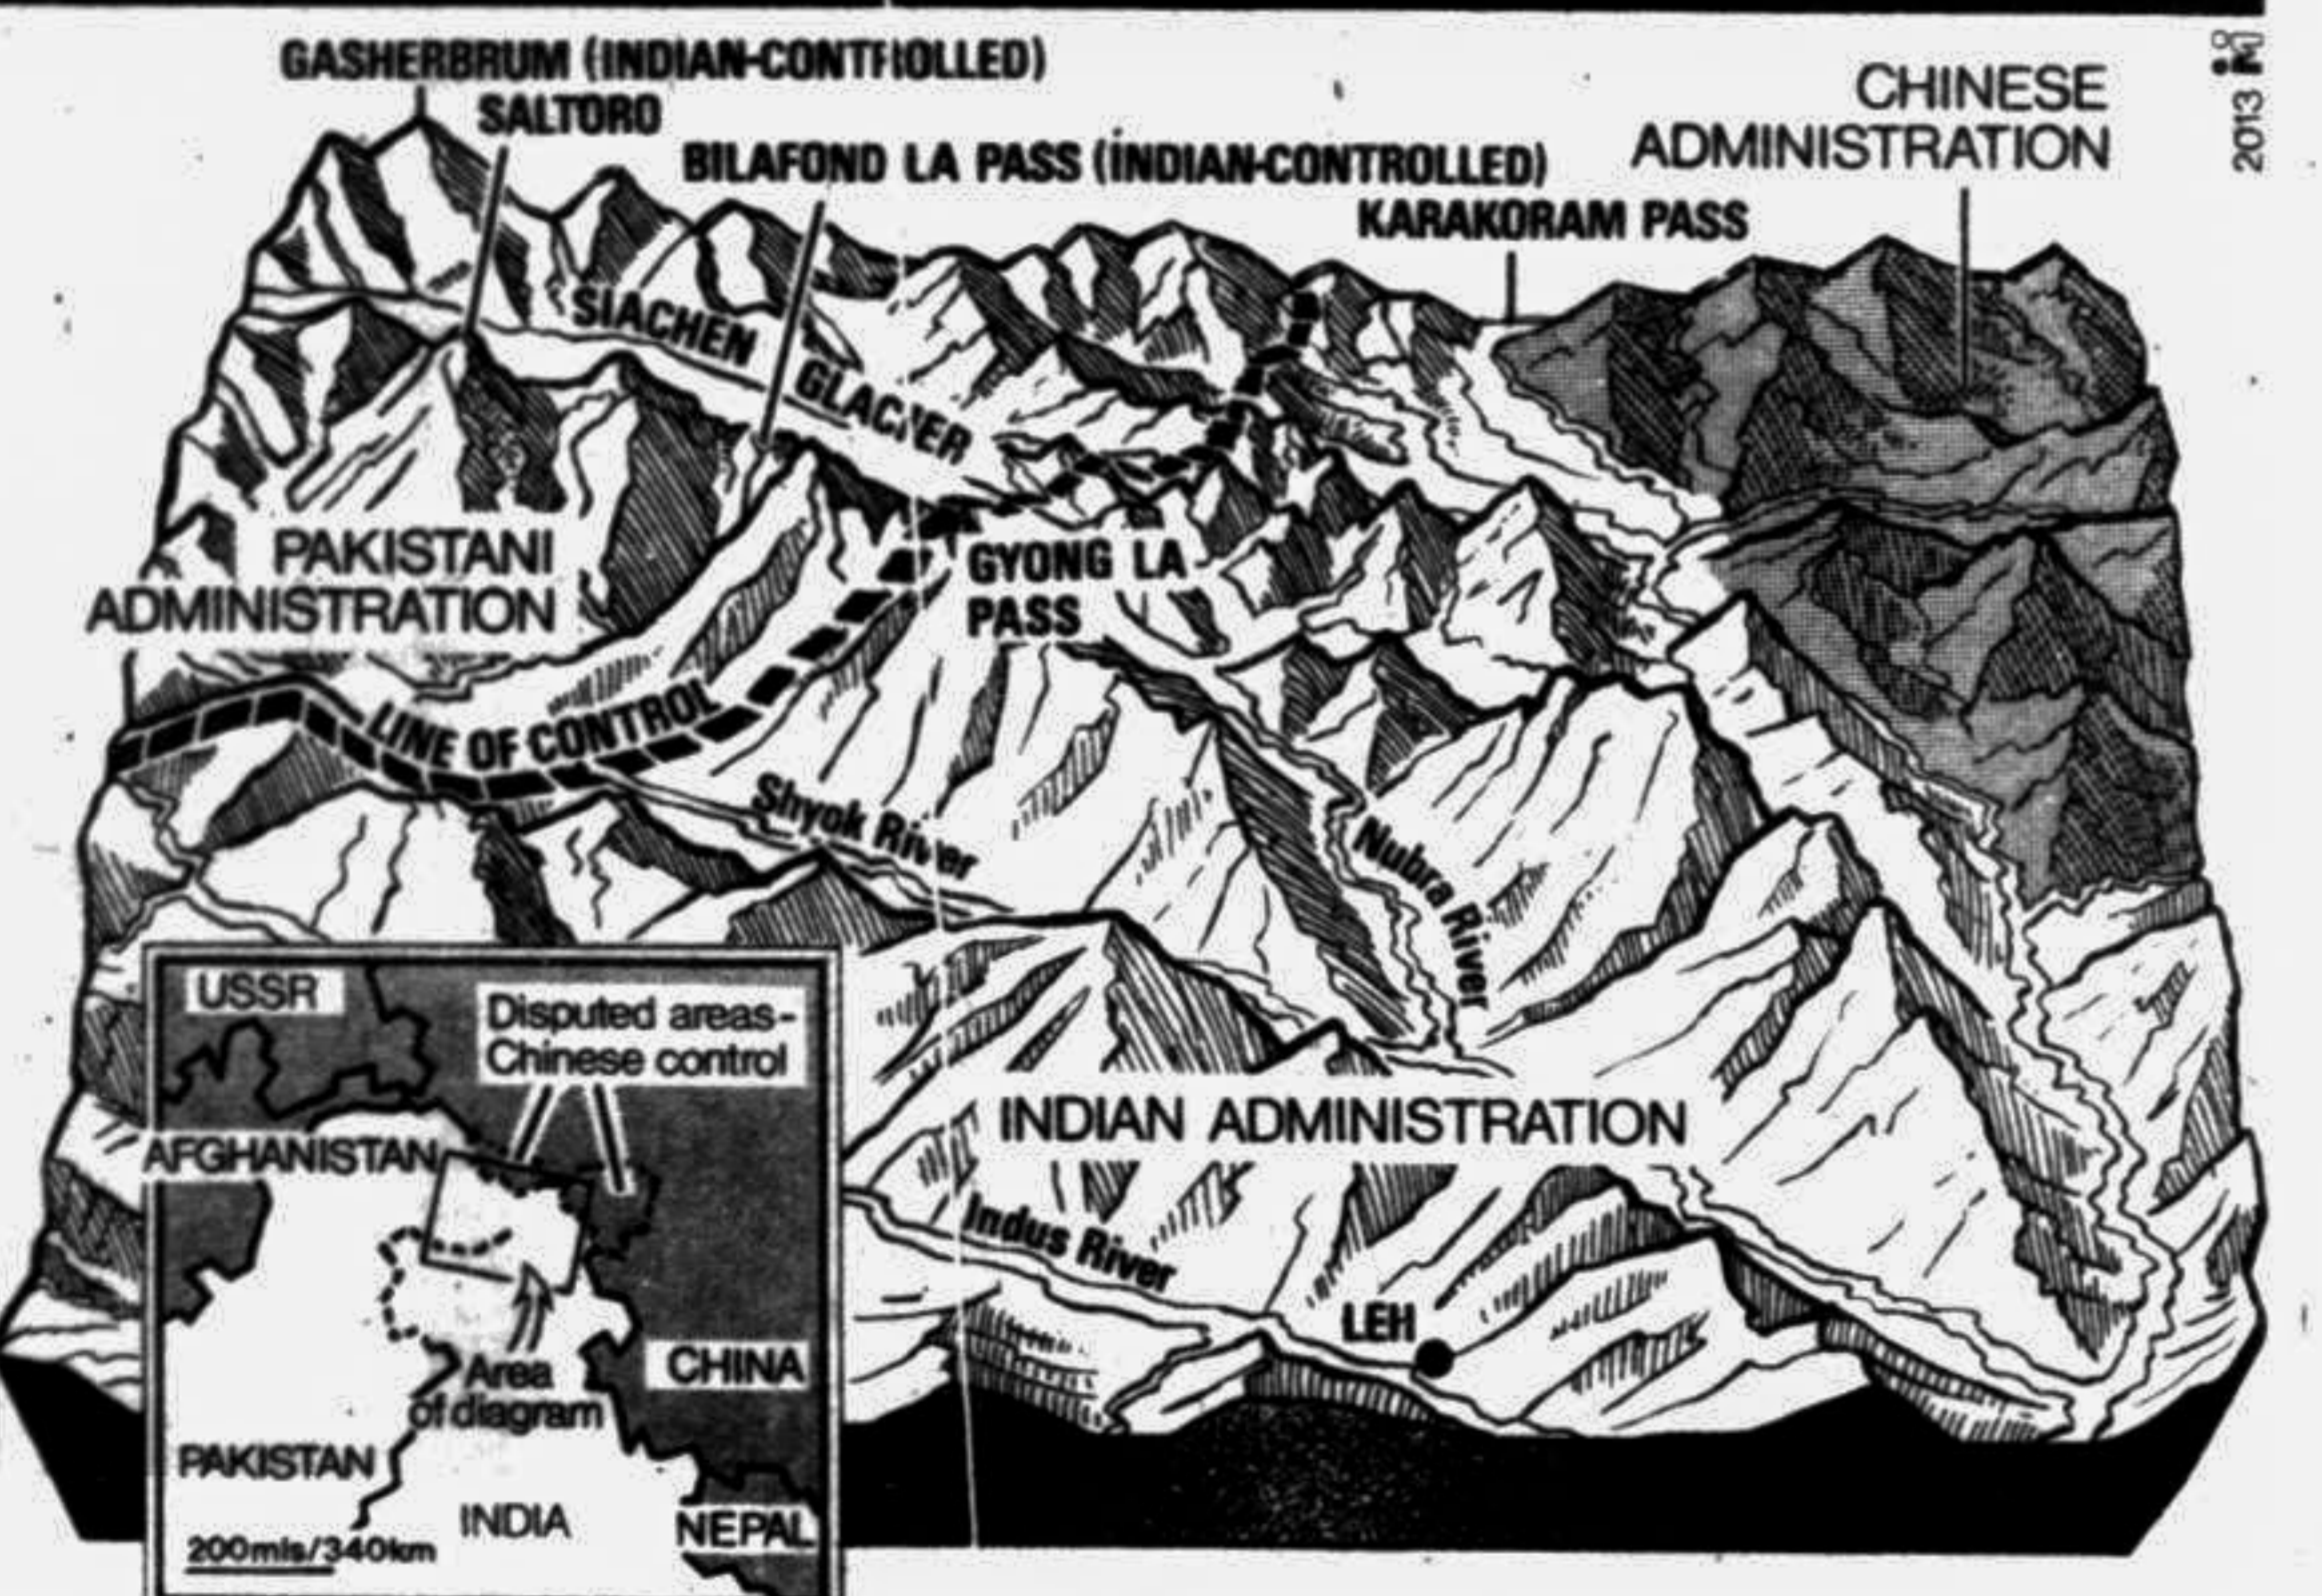 GASHERBRUM (INDIAN-CONTROLLED)
SALTORO
BILAFOND LA PASS (INDIAN-CONTROLLED)
CHINESE
ADMINISTRATION
2013
KARAKORAM PASS
SIACHEN GLACIER
PAKISTANI
ADMINISTRATION
GYONG LA
PASS
LINE OF CONTROL
Shyok River
Nubra River
INDIAN ADMINISTRATION
Indus River
LEH
USSR
Disputed areas-
Chinese control
AFGHANISTAN
CHINA
Area
of diagram
PAKISTAN
INDIA
NEPAL
200mls/340km